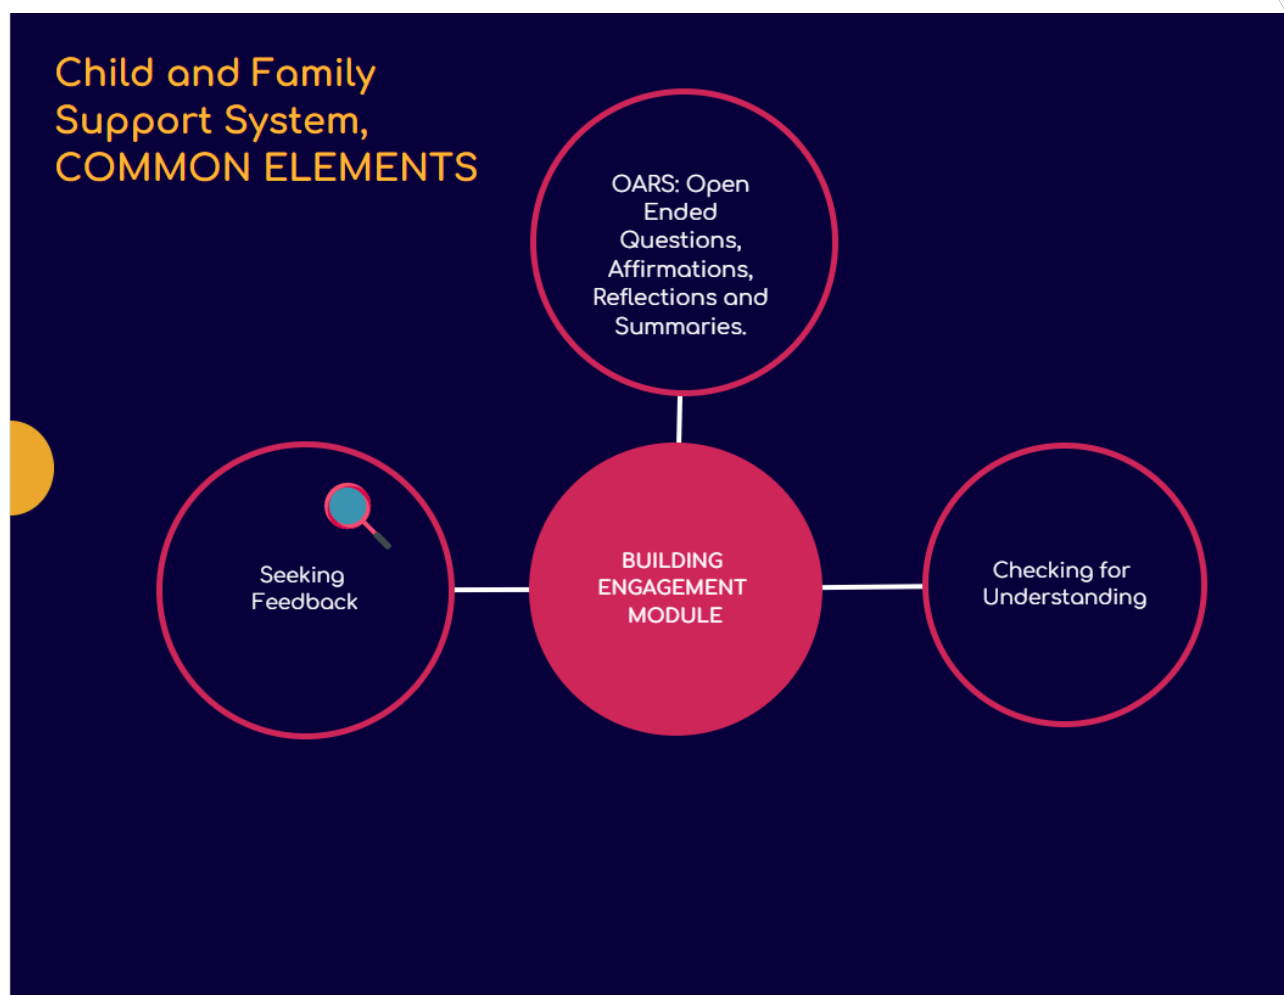 Child and Family
Support System,
COMMON ELEMENTS
OARS: Open
Ended
Questions,
Affirmations,
Reflections and
Summaries.
Seeking
Feedback
BUILDING
ENGAGEMENT
MODULE
Checking for
Understanding